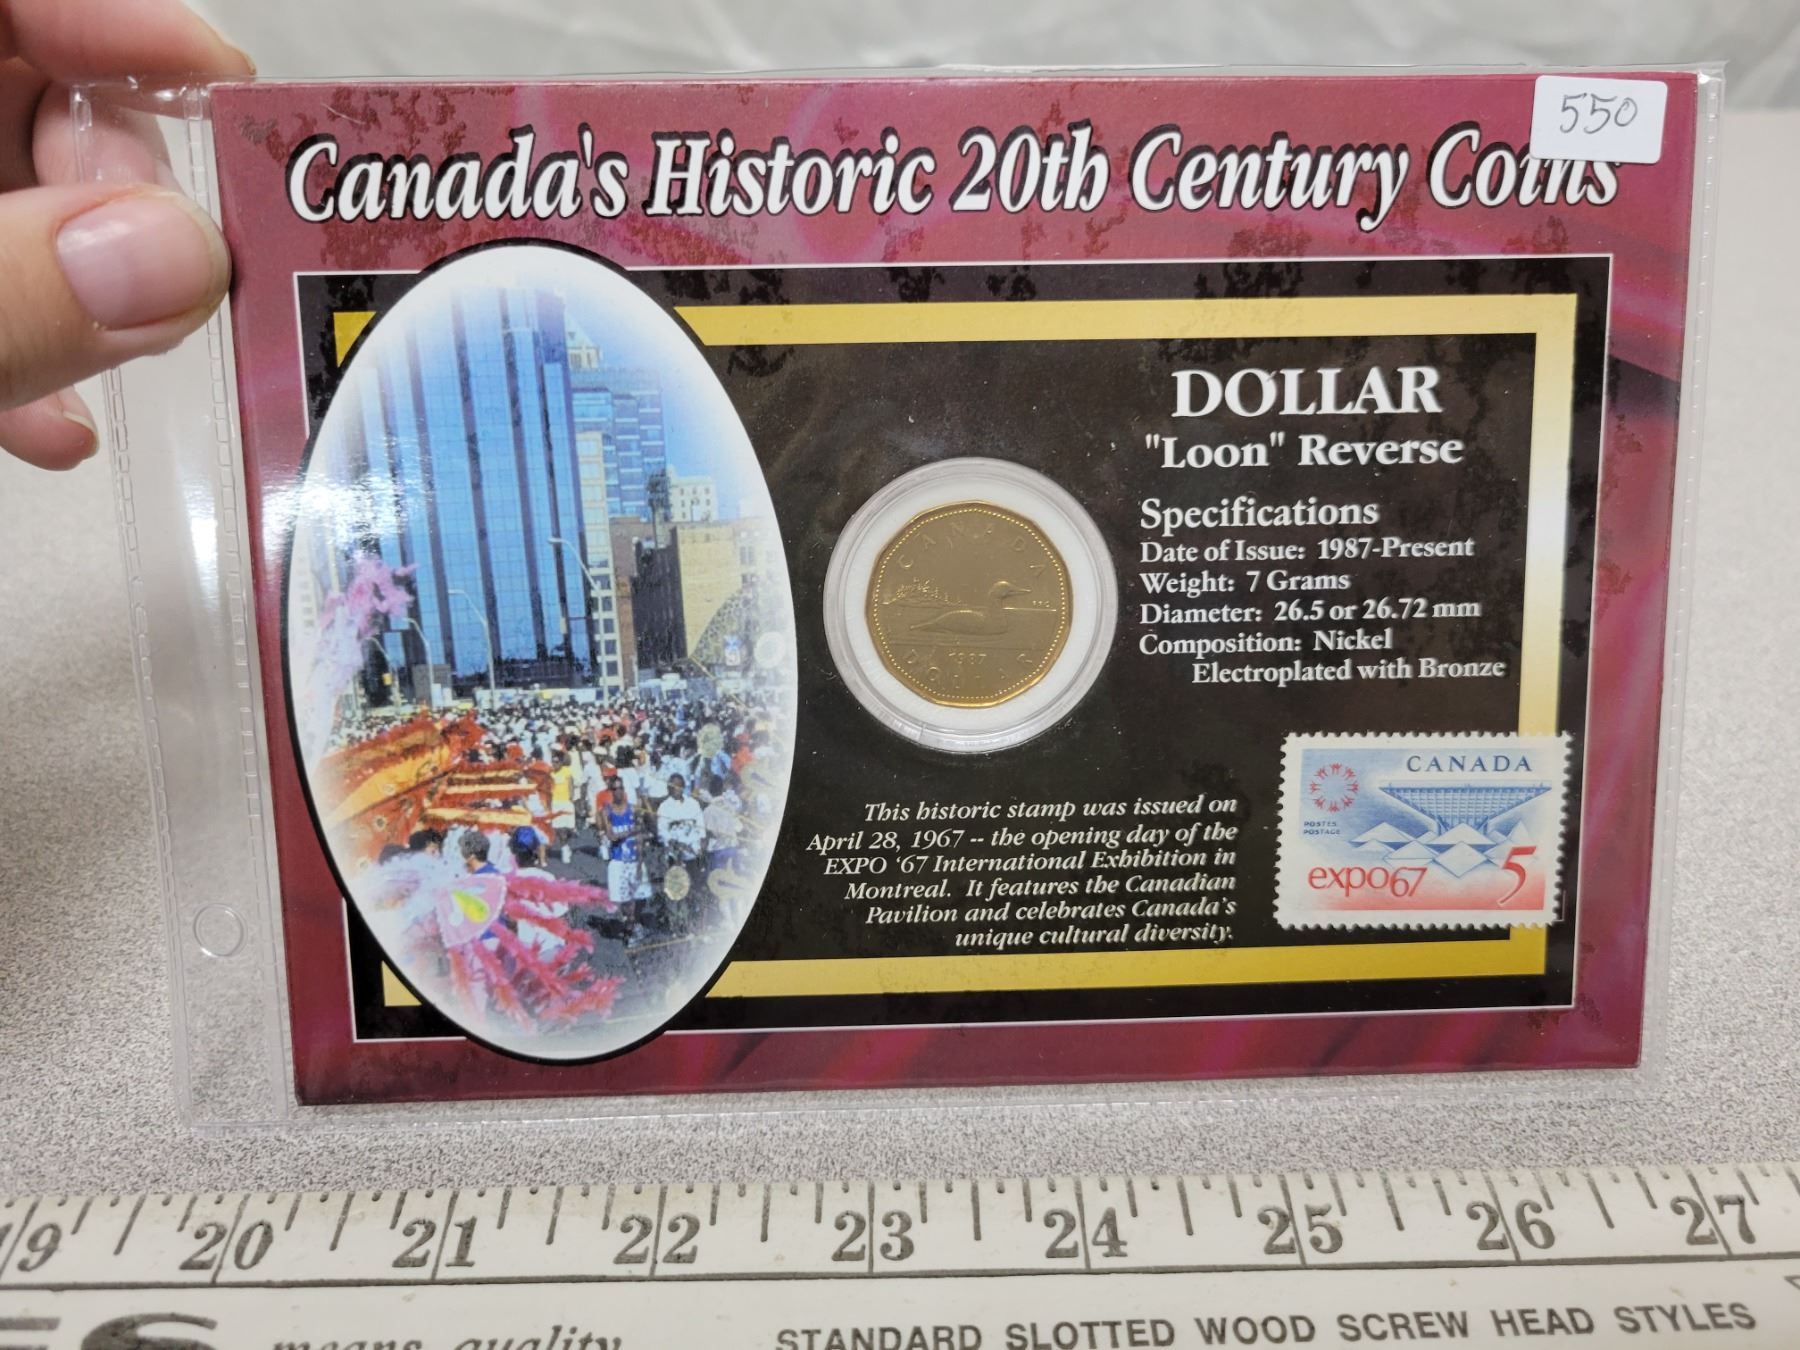 550
Canada's Historic 20th Century Coins
DOLLAR
"Loon" Reverse
Specifications
Date of Issue: 1987-Present
Weight: 7 Grams
Diameter: 26.5 or 26.72 mm
Composition: Nickel
Electroplated with Bronze
CANADA
1987
DOLLAR
This historic stamp was issued on
April 28, 1967 -- the opening day of the
EXPO '67 International Exhibition in
Montreal. It features the Canadian
Pavilion and celebrates Canada's
unique cultural diversity.
CANADA
POSTES
POSTAGE
expo67
5
19 20 21 22 23 24 25 26 27
means quality
STANDARD SLOTTED WOOD SCREW HEAD STYLES